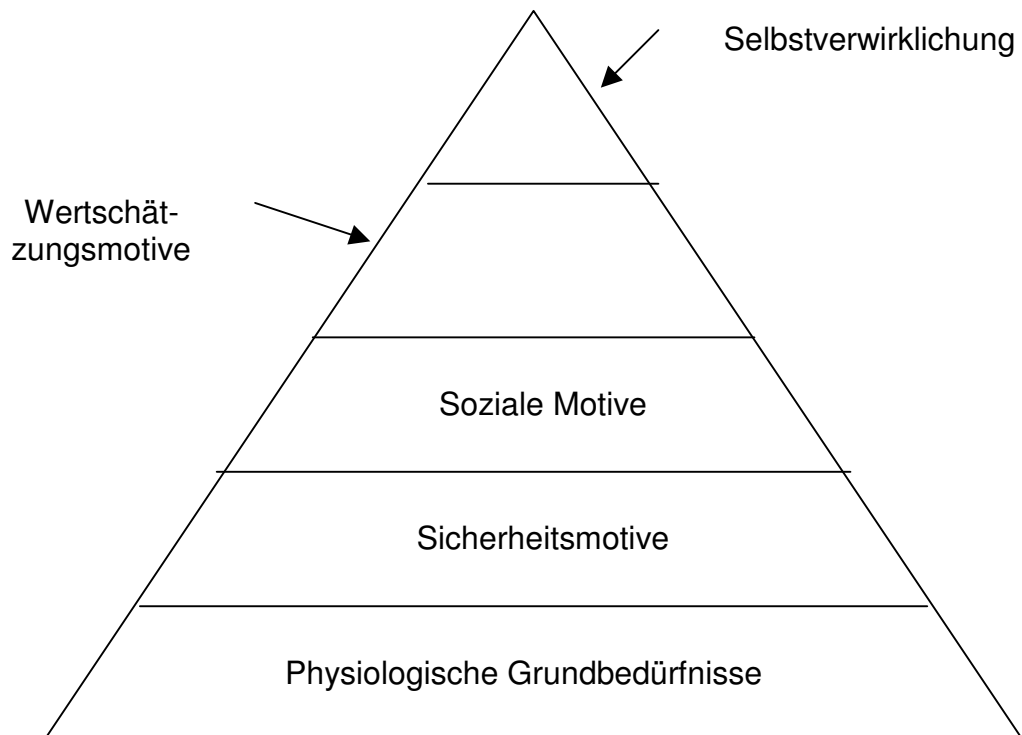 Selbstverwirklichung
Wertschät-
zungsmotive
Soziale Motive
Sicherheitsmotive
Physiologische Grundbedürfnisse